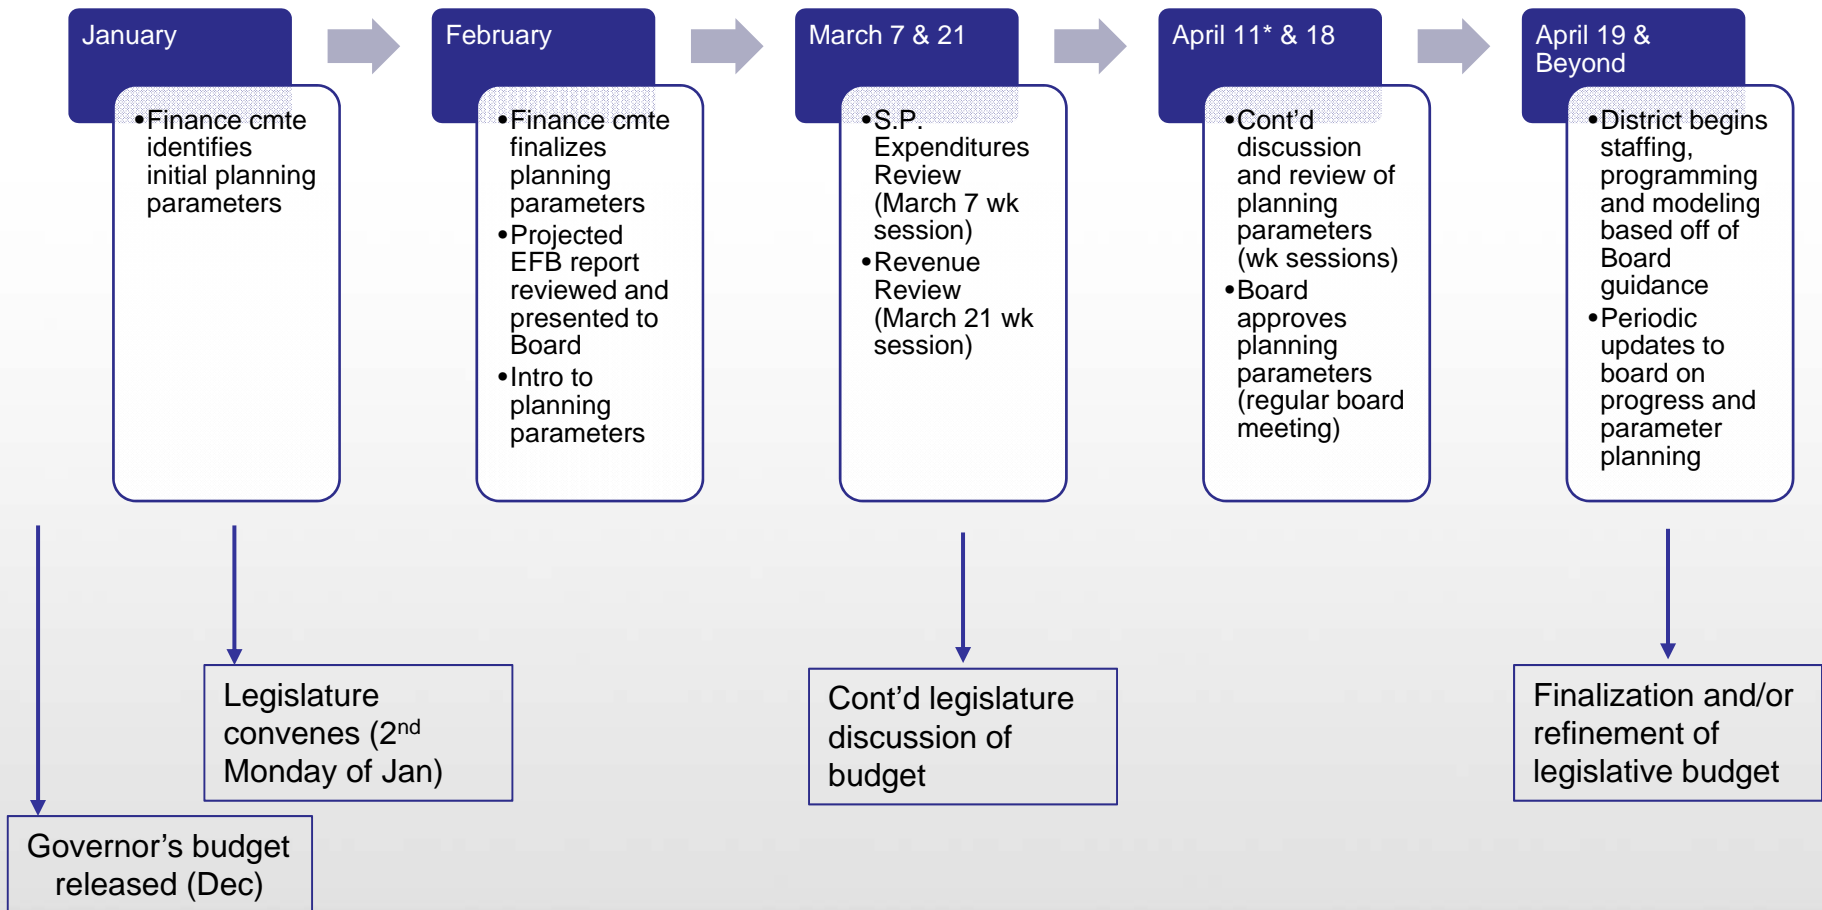 January
•Finance cmte
identifies
initial planning
parameters
February
•Finance cmte
finalizes
planning
parameters
•Projected
EFB report
reviewed and
presented to
Board
•Intro to
planning
parameters
March 7 & 21
•S.P.
Expenditures
Review
(March 7 wk
session)
•Revenue
Review
(March 21 wk
session)
April 11* & 18
•Cont’d
discussion
and review of
planning
parameters
(wk sessions)
•Board
approves
planning
parameters
(regular board
meeting)
April 19 &
Beyond
•District begins
staffing,
programming
and modeling
based off of
Board
guidance
•Periodic
updates to
board on
progress and
parameter
planning
Governor’s budget
released (Dec)
Legislature
convenes (2nd
Monday of Jan)
Cont’d legislature
discussion of
budget
Finalization and/or
refinement of
legislative budget